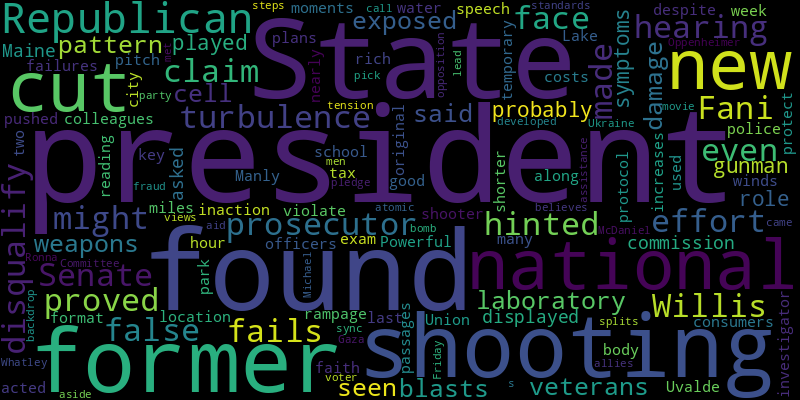 steps
moments
call
water
speech
standards
Republican
State
exposed
face
despite
week
hearing
Maine
pattern
played
plans
Lake
Oppenheimer
failures
pitch
rich
nearly
opposition
lead
temporary
symptoms
made
damage
new
cut
claim
city
cell
pick
costs
party
tension
probably
Fani
pushed
colleagues
turbulence
original
said
developed
Ukraine
police
protect
president
two
reading
key
asked
school
men
tax
good
shorter
assistance
even
gunman
Manly
pledge
along
protocol
increases
used
winds
role
fraud
miles
inaction
violate
shooter
believes
disqualify
might
views
aid
prosecutor
atomic
bomb
hinted
McDaniel
effort
came
weapons
hour
officers
exam
Powerful
many
commission
Ronna
Committee
Senate
found
park
Michael
national
investigator
proved
laboratory
Willis
backdrop
format
location
rampage
last
passages
Union
displayed
splits
consumers
former
false
fails
sync
Gaza
shooting
Friday
body
Uvalde
Whatley
faith
allies
acted
voter
seen
blasts
s
veterans
aside
movie
met